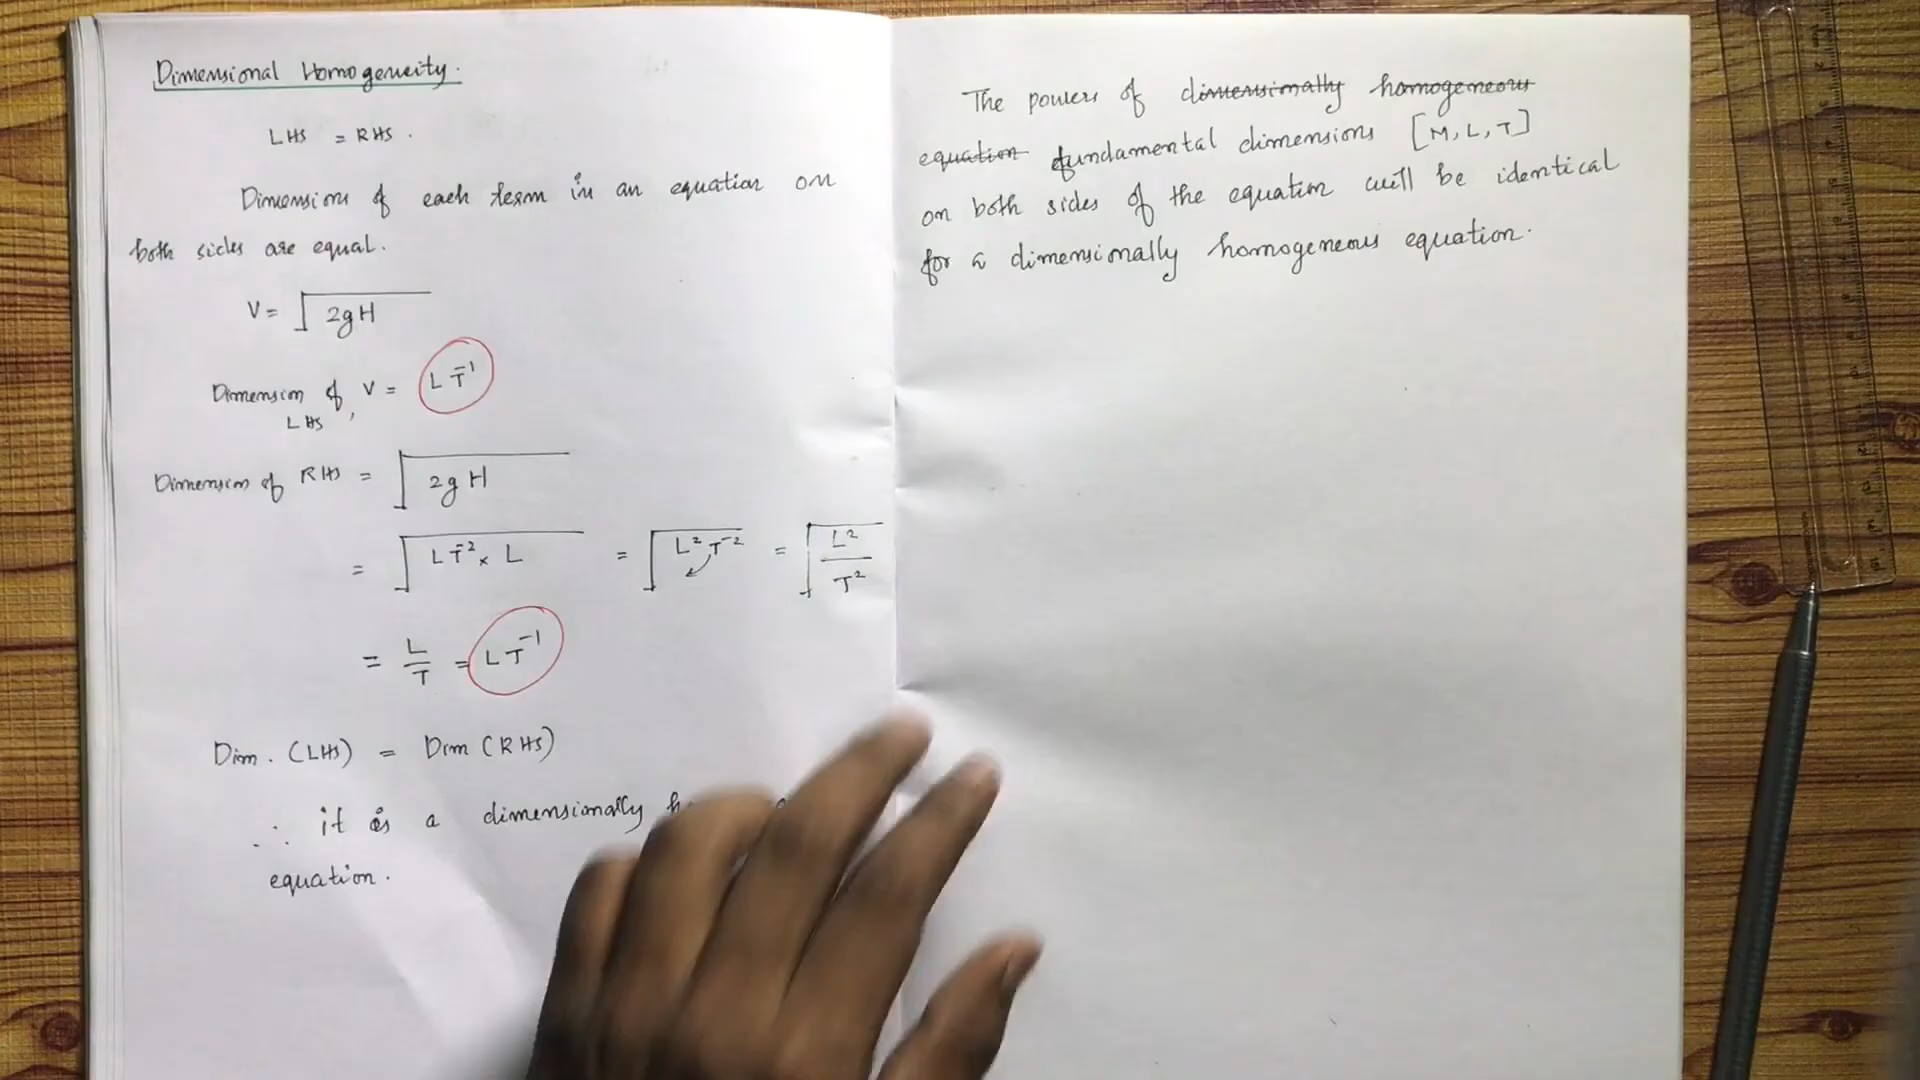 Dimensional Homogeneity.
LHS = RHS.
Dimensions of each term in an equation on
both sides are equal.
V = √2gH
Dimension of V = LT⁻¹
LHS,
Dimension of RHS = √2gH
= √LT⁻² × L = √L² T⁻² = √L²/T²
= L/T = LT⁻¹
Dim. (LHS) = Dim (RHS)
∴ it is a dimensionally
equation.
The powers of dimensionally homogeneous
equation fundamental dimensions [M, L, T]
on both sides of the equation will be identical
for a dimensionally homogeneous equation.